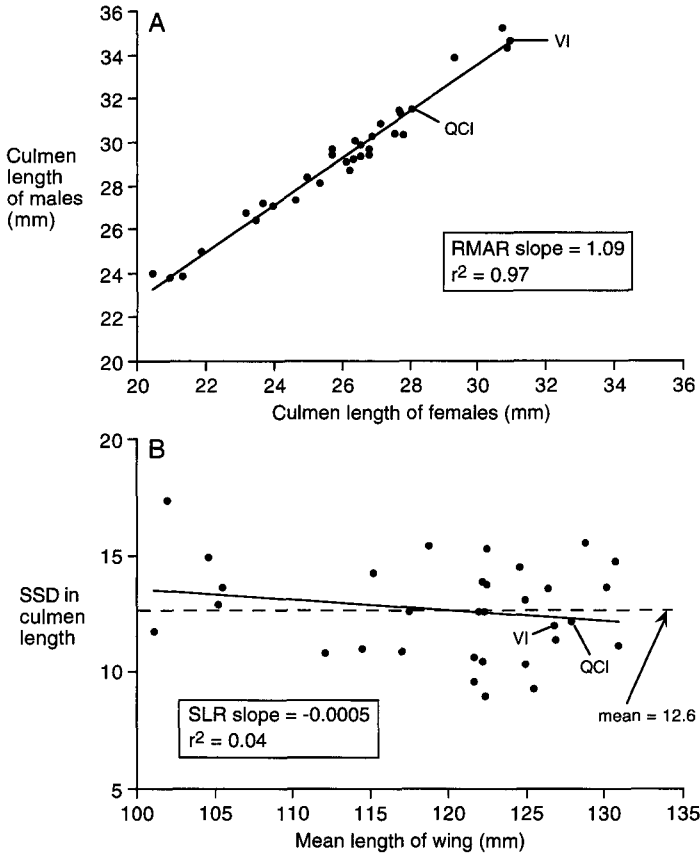 A
36
34
32
30
28
26
24
22
20
Culmen
length
of males
(mm)
VI
QCI
RMAR slope = 1.09
r2 = 0.97
20 22 24 26 28 30 32 34 36
Culmen length of females (mm)
B
20
15
10
5
SSD in
culmen
length
VI
QCI
mean = 12.6
SLR slope = -0.0005
r2 = 0.04
100 105 110 115 120 125 130 135
Mean length of wing (mm)